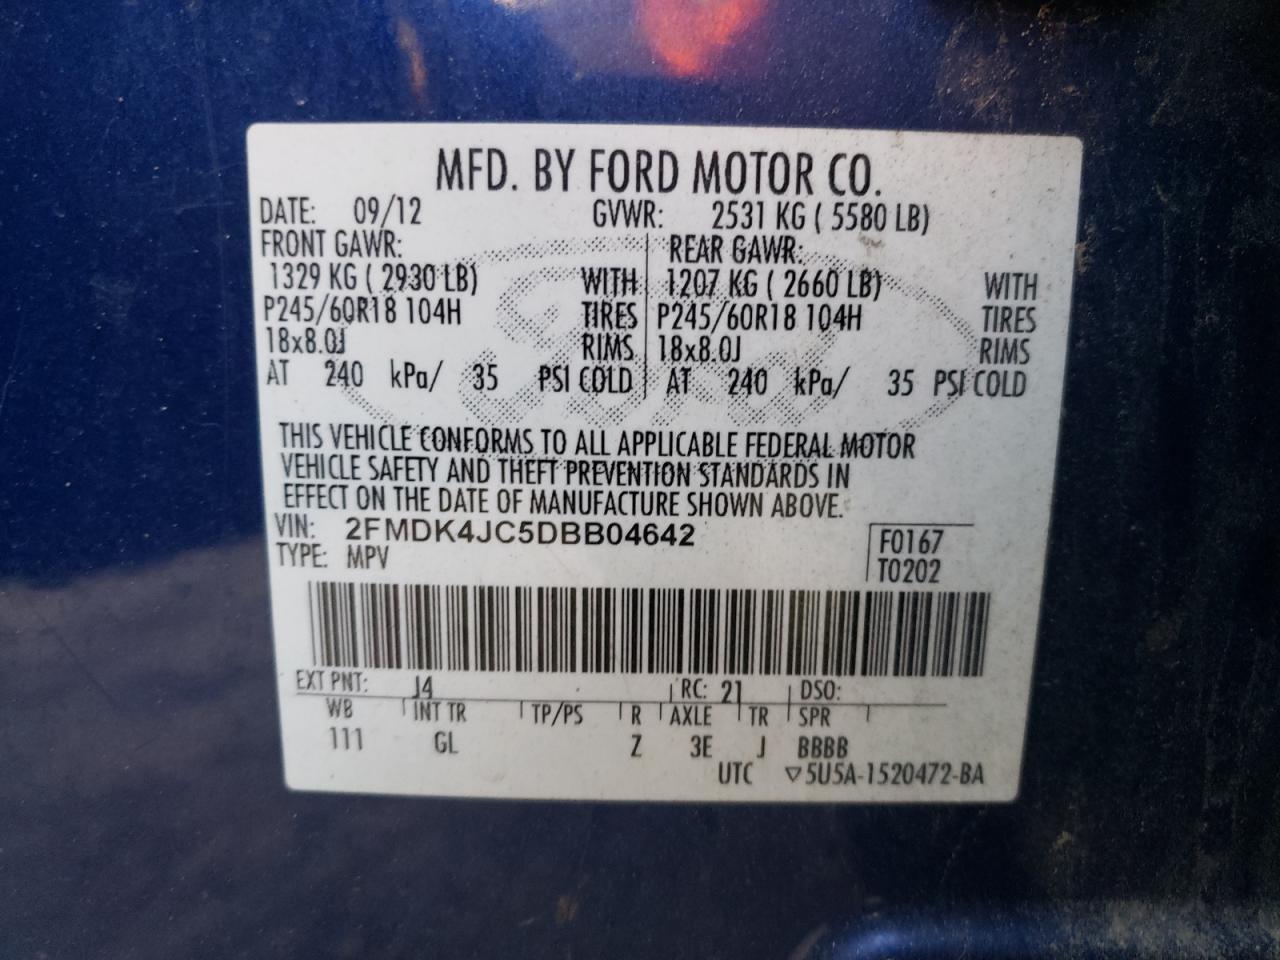 MFD. BY FORD MOTOR CO.
DATE: 09/12 GVWR: 2531 KG ( 5580 LB)
FRONT GAWR: REAR GAWR:
1329 KG ( 2930 LB) WITH 1207 KG ( 2660 LB) WITH
P245/60R18 104H TIRES P245/60R18 104H TIRES
18x8.0J RIMS 18x8.0J RIMS
AT 240 kPa/ 35 PSI COLD AT 240 kPa/ 35 PSI COLD
THIS VEHICLE CONFORMS TO ALL APPLICABLE FEDERAL MOTOR
VEHICLE SAFETY AND THEFT PREVENTION STANDARDS IN
EFFECT ON THE DATE OF MANUFACTURE SHOWN ABOVE.
VIN: 2FMDK4JC5DBB04642 F0167
TYPE: MPV T0202
EXT PNT: J4 RC: 21 DSO:
WB INT TR TP/PS R AXLE TR SPR
111 GL Z 3E J BBBB
UTC ▽5U5A-1520472-BA